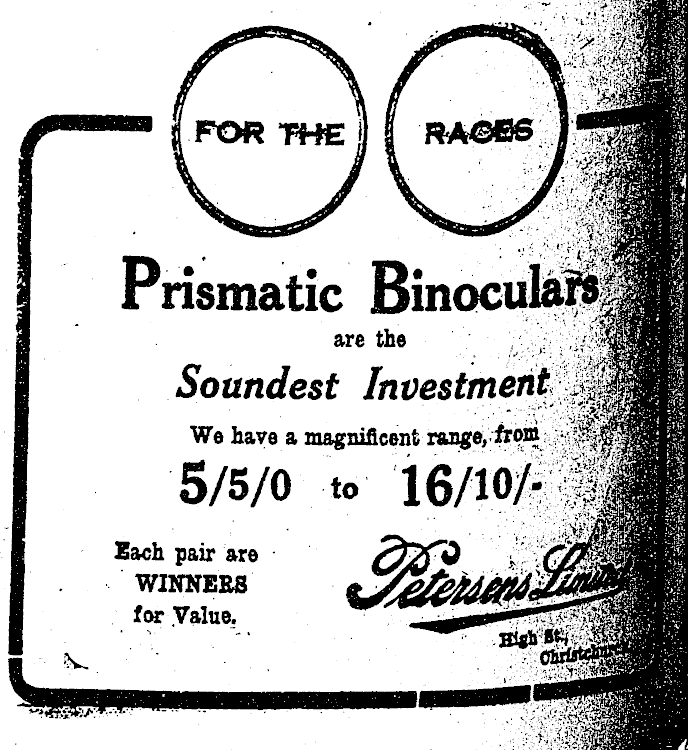 FOR THE RACES
Prismatic Binoculars
are the
Soundest Investment
We have a magnificent range, from
5/5/0 to 16/10/-
Each pair are
WINNERS
for Value.
Petersens Limited
High St.,
Christchurch